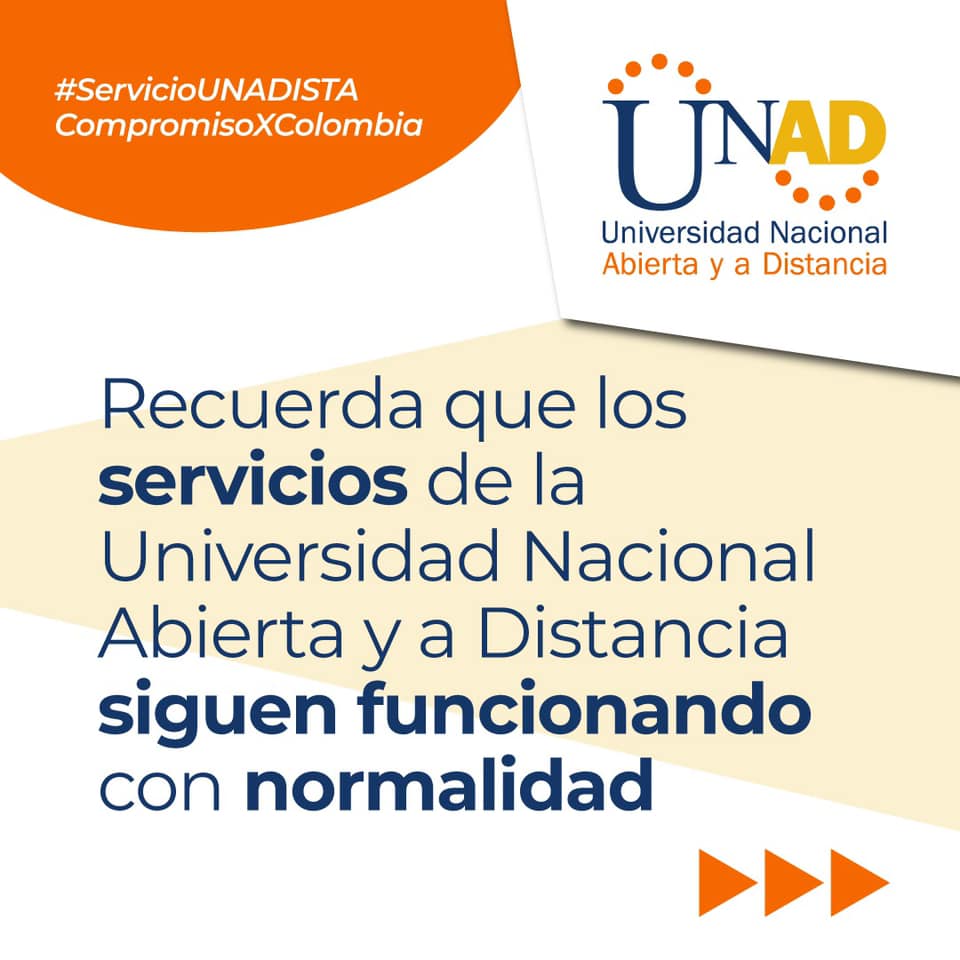 #ServicioUNADISTA
CompromisoXColombia
UNAD
Universidad Nacional
Abierta y a Distancia
Recuerda que los
servicios de la
Universidad Nacional
Abierta y a Distancia
siguen funcionando
con normalidad